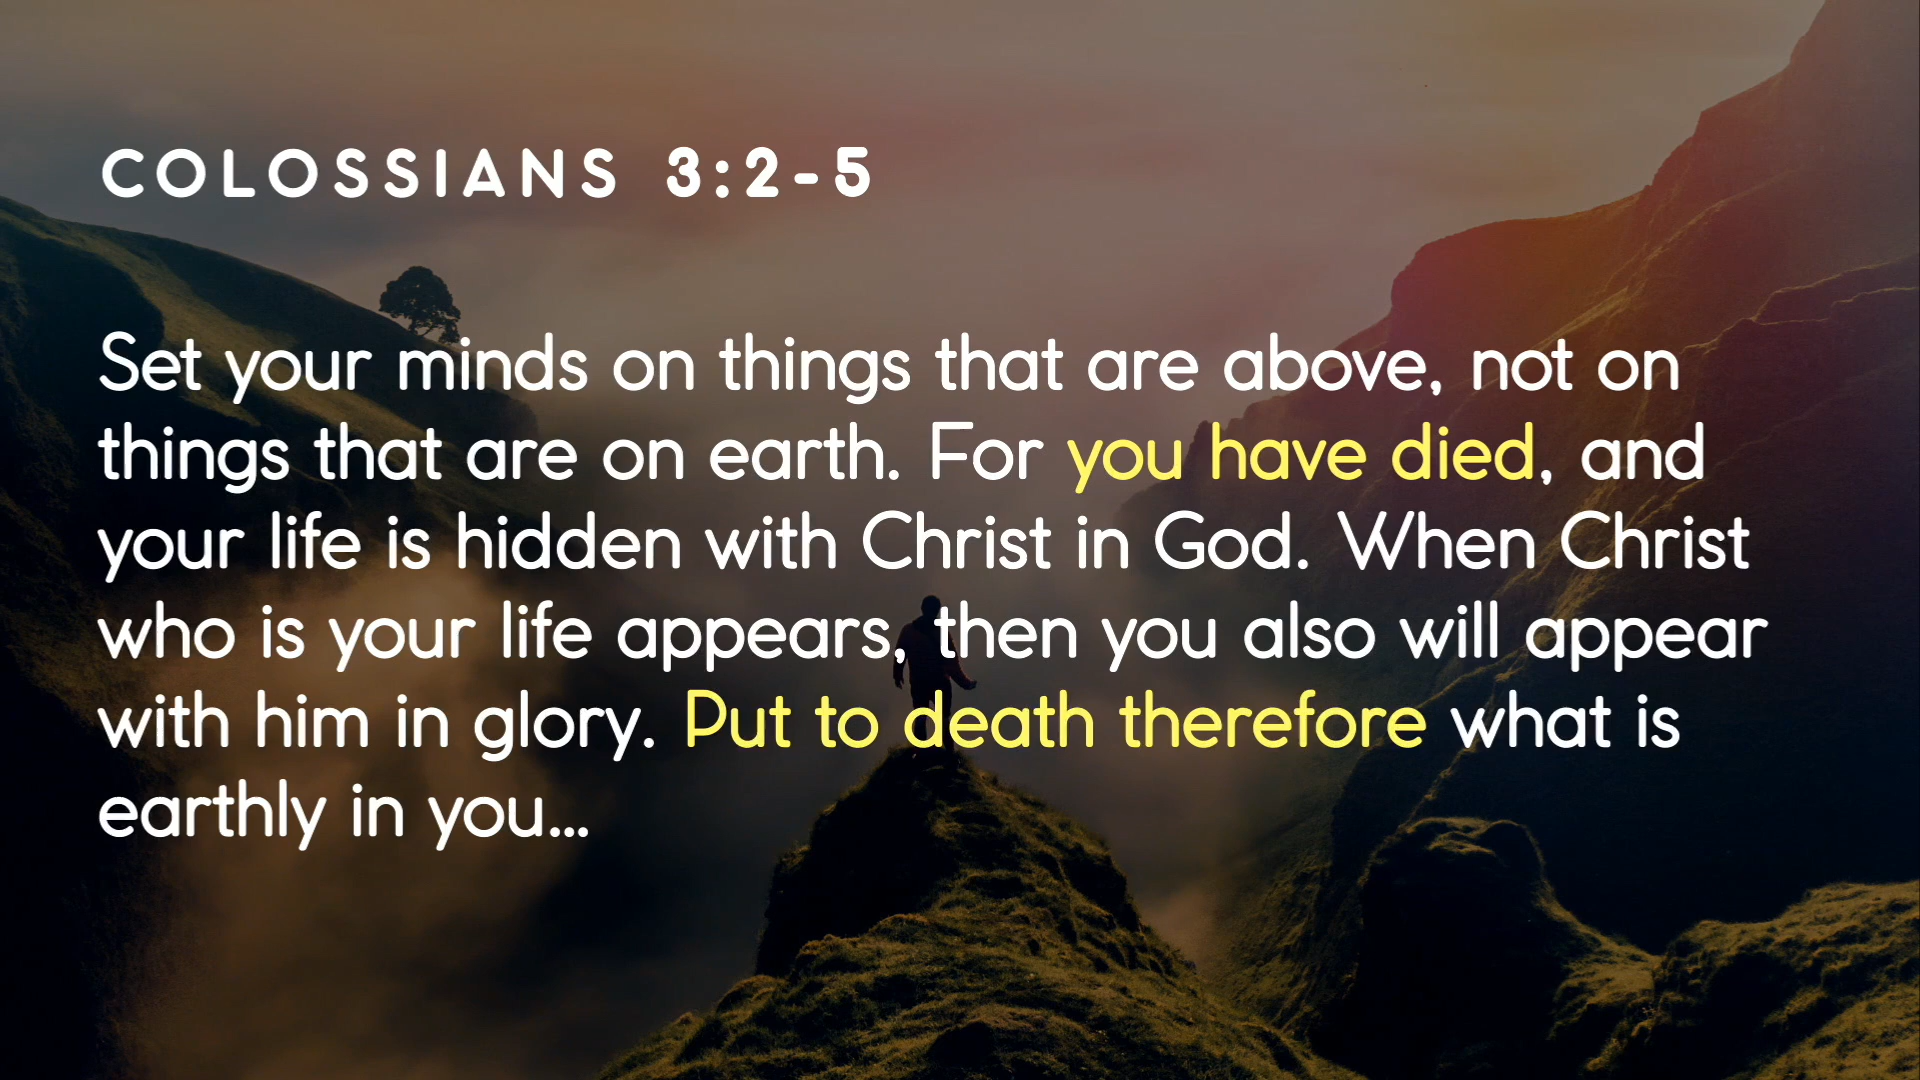 COLOSSIANS 3:2-5
Set your minds on things that are above, not on
things that are on earth. For you have died, and
your life is hidden with Christ in God. When Christ
who is your life appears, then you also will appear
with him in glory. Put to death therefore what is
earthly in you...